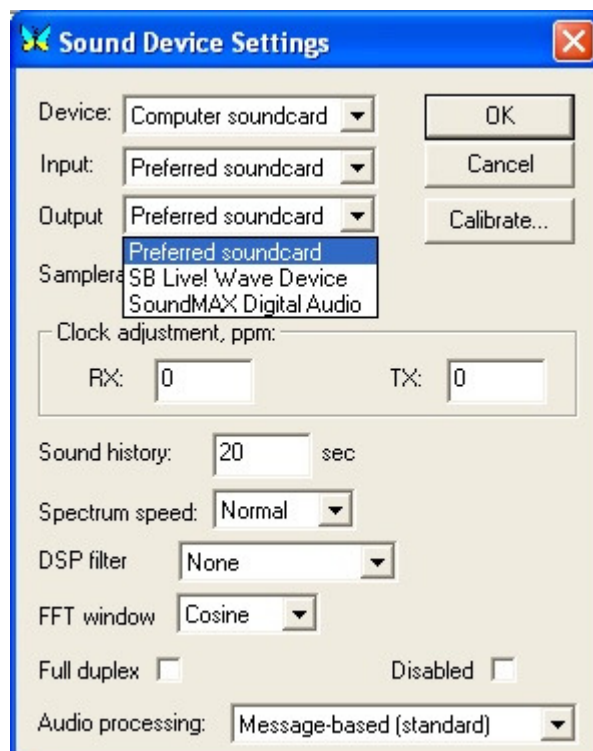 Sound Device Settings
Device: Computer soundcard OK
Input: Preferred soundcard Cancel
Output Preferred soundcard Calibrate...
Preferred soundcard
Samplera SB Live! Wave Device
SoundMAX Digital Audio
Clock adjustment, ppm:
RX: 0 TX: 0
Sound history: 20 sec
Spectrum speed: Normal
DSP filter None
FFT window Cosine
Full duplex Disabled
Audio processing: Message-based (standard)